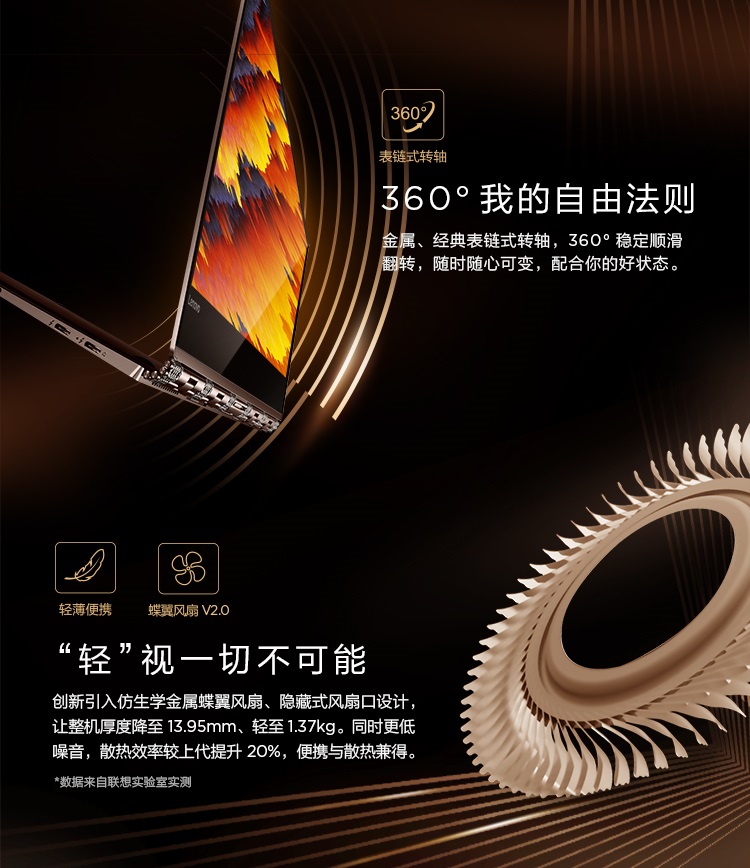 360°
表链式转轴
360° 我的自由法则
金属、经典表链式转轴，360° 稳定顺滑
翻转，随时随心可变，配合你的好状态。
Lenovo
轻薄便携
蝶翼风扇 V2.0
“轻”视一切不可能
创新引入仿生学金属蝶翼风扇、隐藏式风扇口设计，
让整机厚度降至 13.95mm、轻至 1.37kg。同时更低
噪音，散热效率较上代提升 20%，便携与散热兼得。
*数据来自联想实验室实测